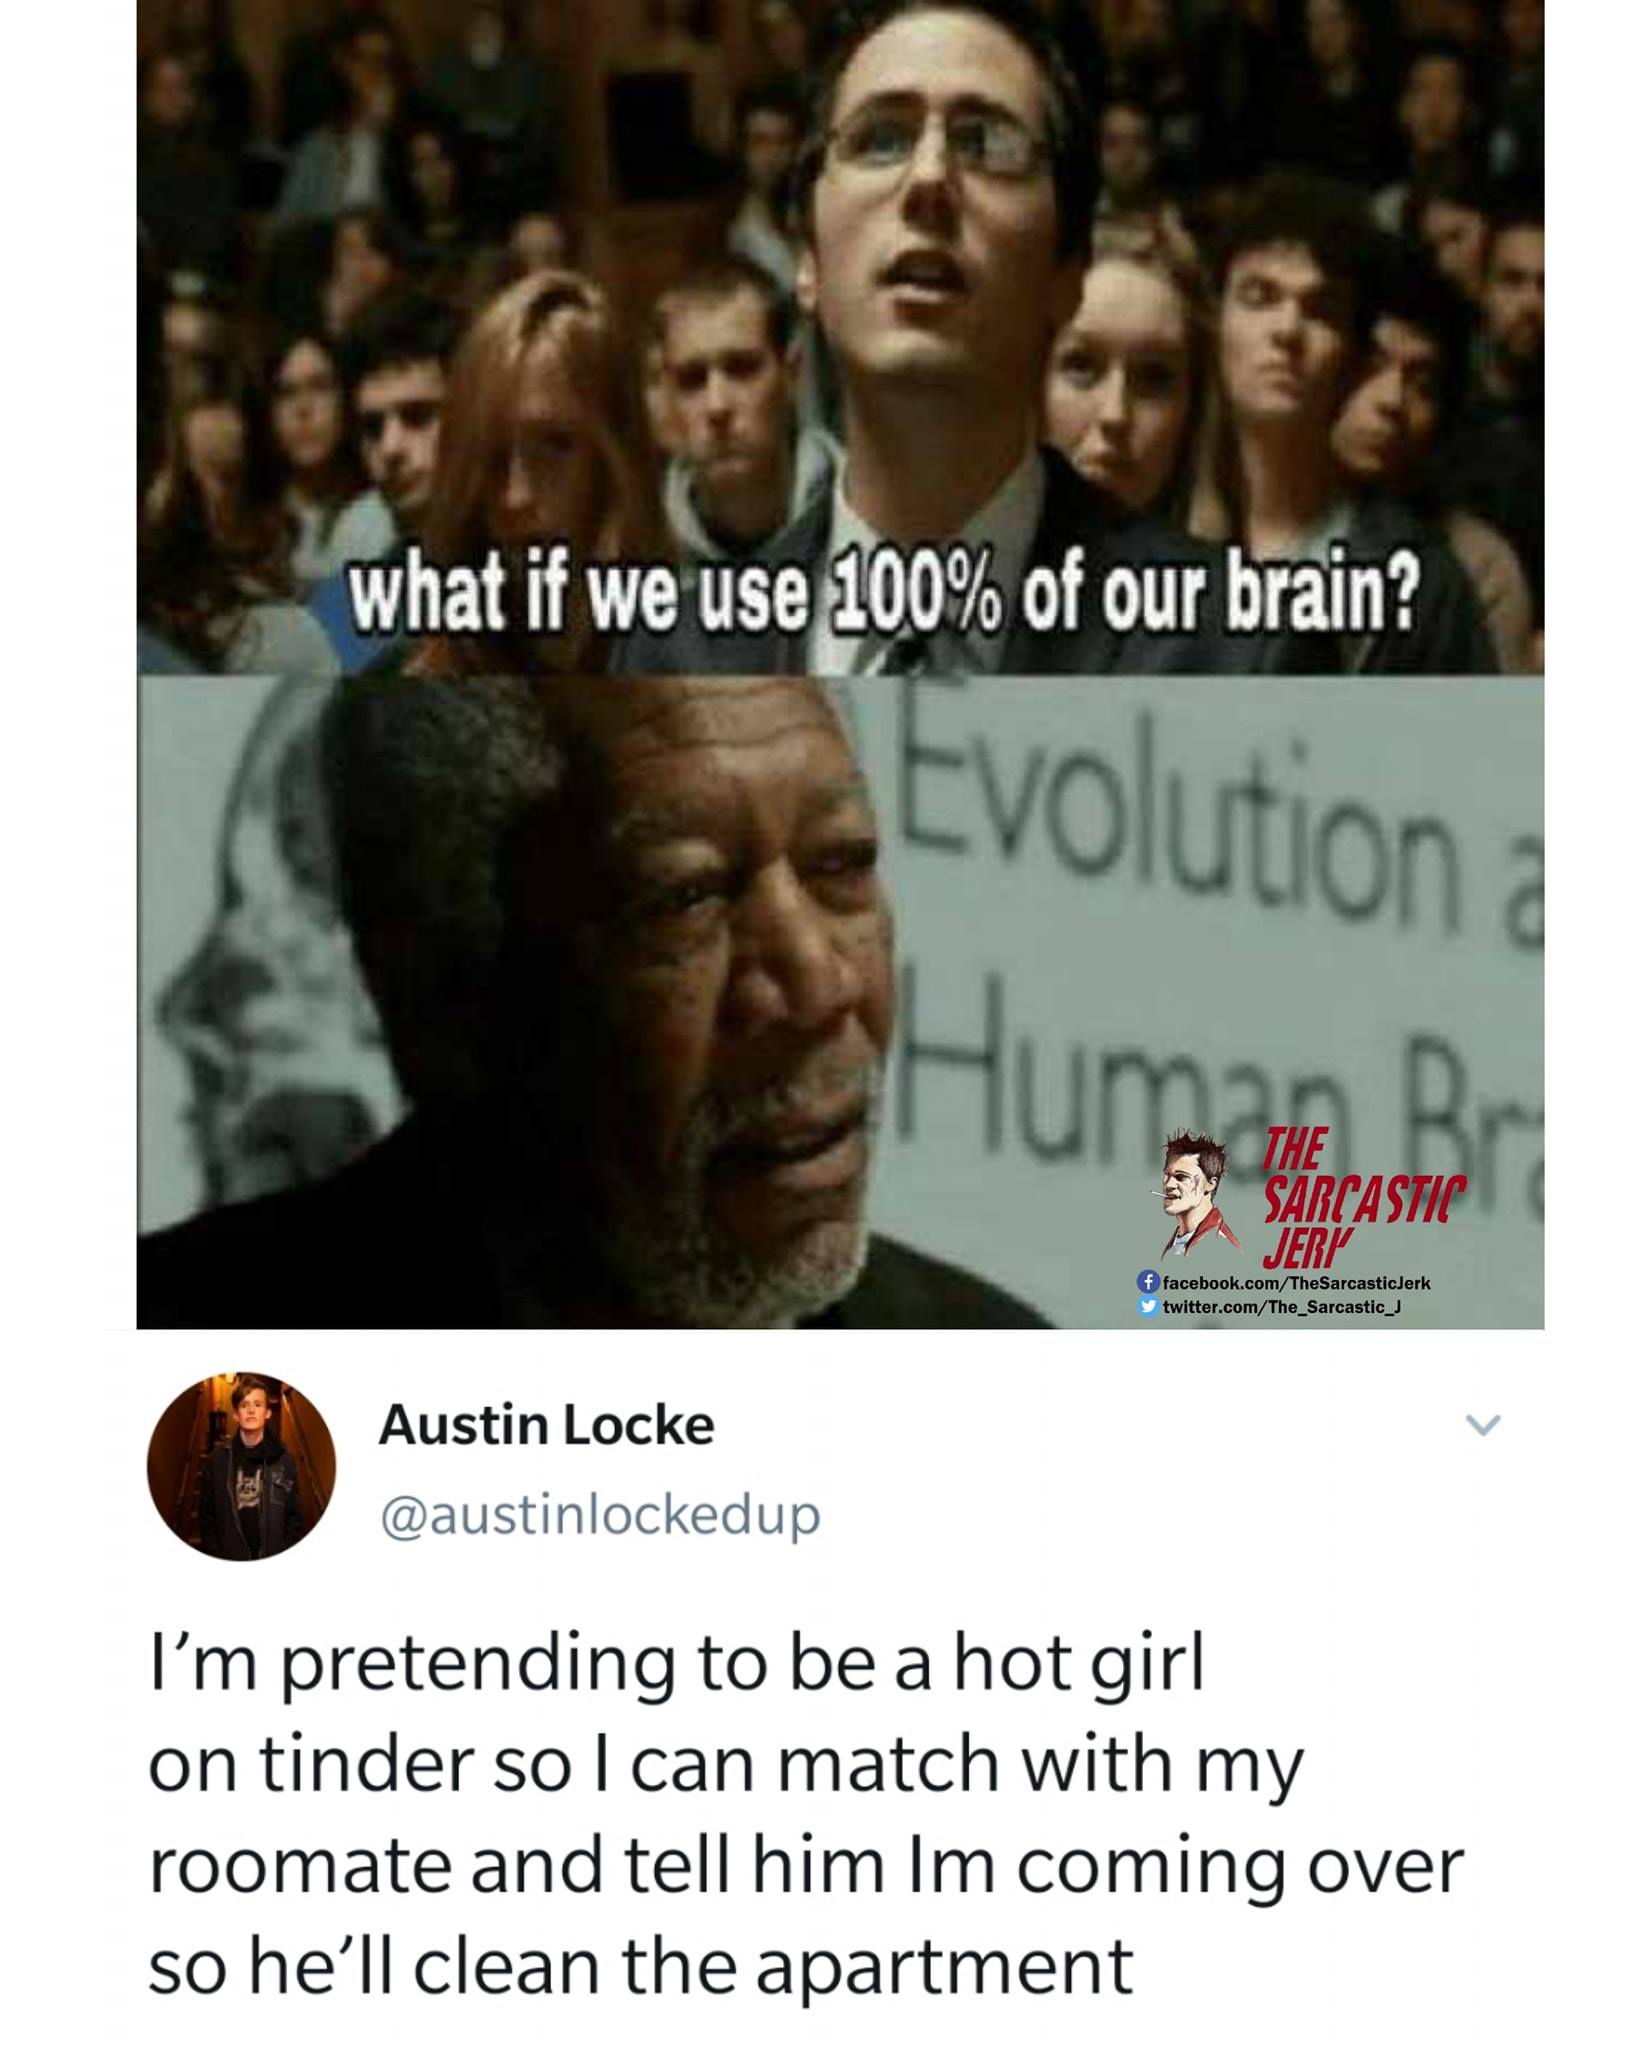 what if we use 100% of our brain?
Evolution a
Human Br
THE
SARCASTIC
JERK
facebook.com/TheSarcasticJerk
twitter.com/The_Sarcastic_J
Austin Locke
@austinlockedup
I'm pretending to be a hot girl
on tinder so I can match with my
roomate and tell him Im coming over
so he'll clean the apartment